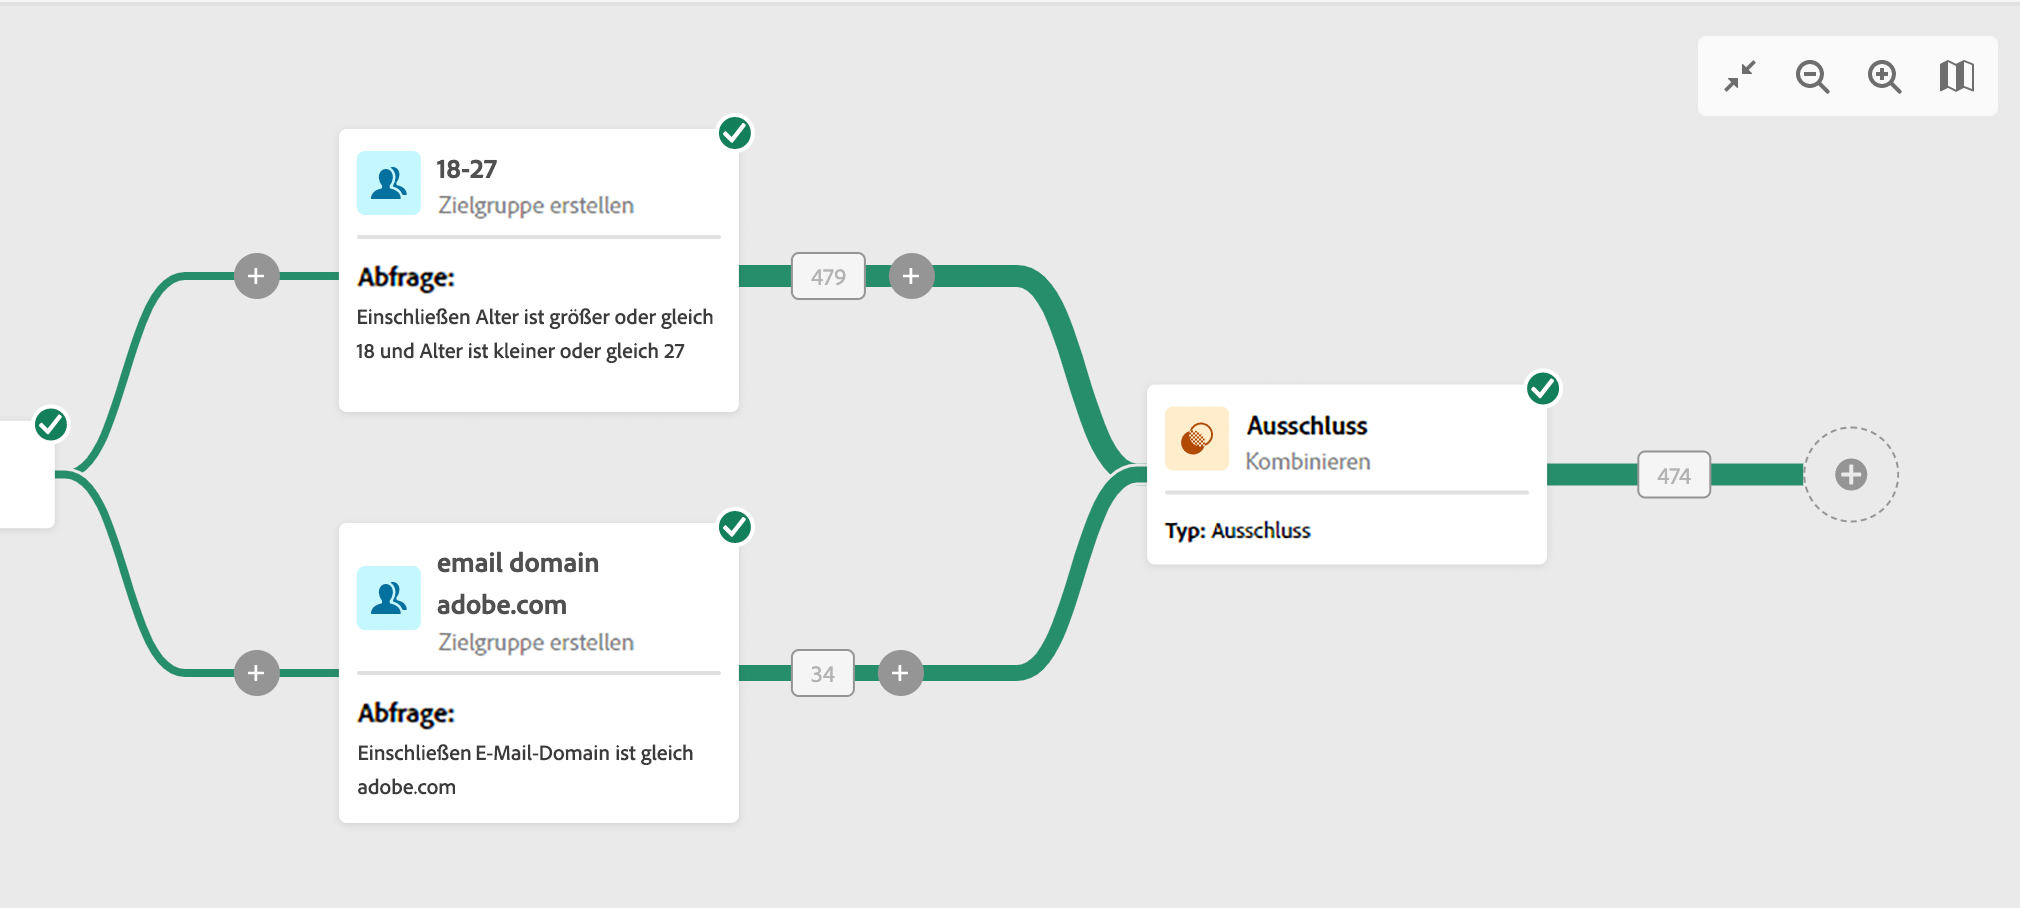 18-27
Zielgruppe erstellen
Abfrage:
Einschließen Alter ist größer oder gleich
18 und Alter ist kleiner oder gleich 27
479
email domain
adobe.com
Zielgruppe erstellen
Abfrage:
Einschließen E-Mail-Domain ist gleich
adobe.com
34
Ausschluss
Kombinieren
Typ: Ausschluss
474